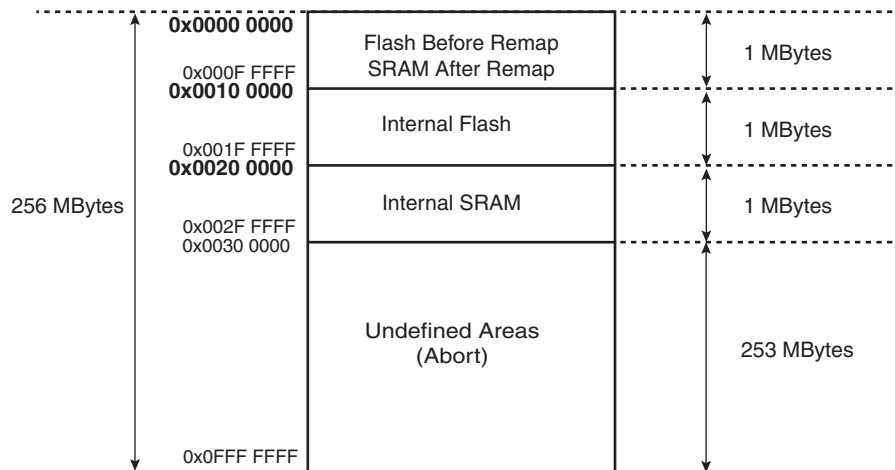 0x0000 0000
Flash Before Remap
SRAM After Remap
1 MBytes
0x000F FFFF
0x0010 0000
Internal Flash
1 MBytes
0x001F FFFF
0x0020 0000
256 MBytes
Internal SRAM
1 MBytes
0x002F FFFF
0x0030 0000
Undefined Areas
(Abort)
253 MBytes
0x0FFF FFFF